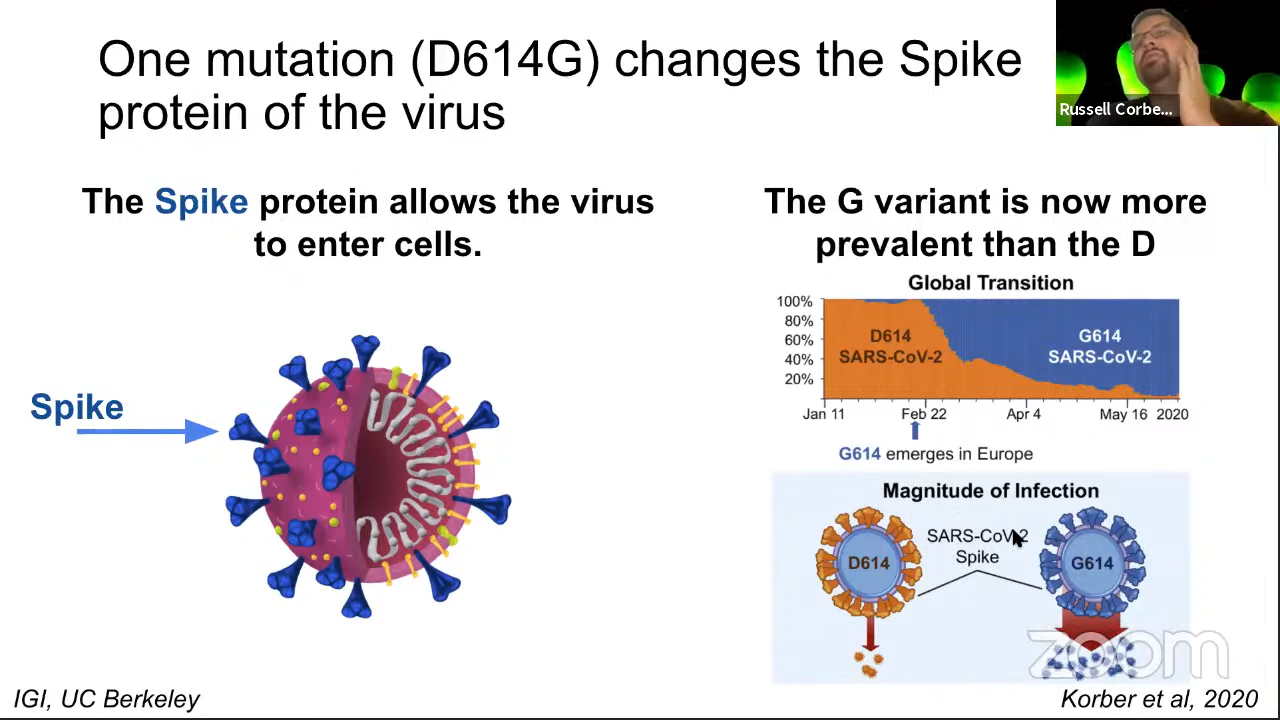 One mutation (D614G) changes the Spike
protein of the virus
Russell Corbe...
The Spike protein allows the virus
to enter cells.
Spike
The G variant is now more
prevalent than the D
Global Transition
100%
80%
60%
40%
20%
D614
SARS-CoV-2
G614
SARS-CoV-2
Jan 11 Feb 22 Apr 4 May 16 2020
G614 emerges in Europe
Magnitude of Infection
SARS-CoV-2
Spike
D614
G614
zoom
IGI, UC Berkeley
Korber et al, 2020